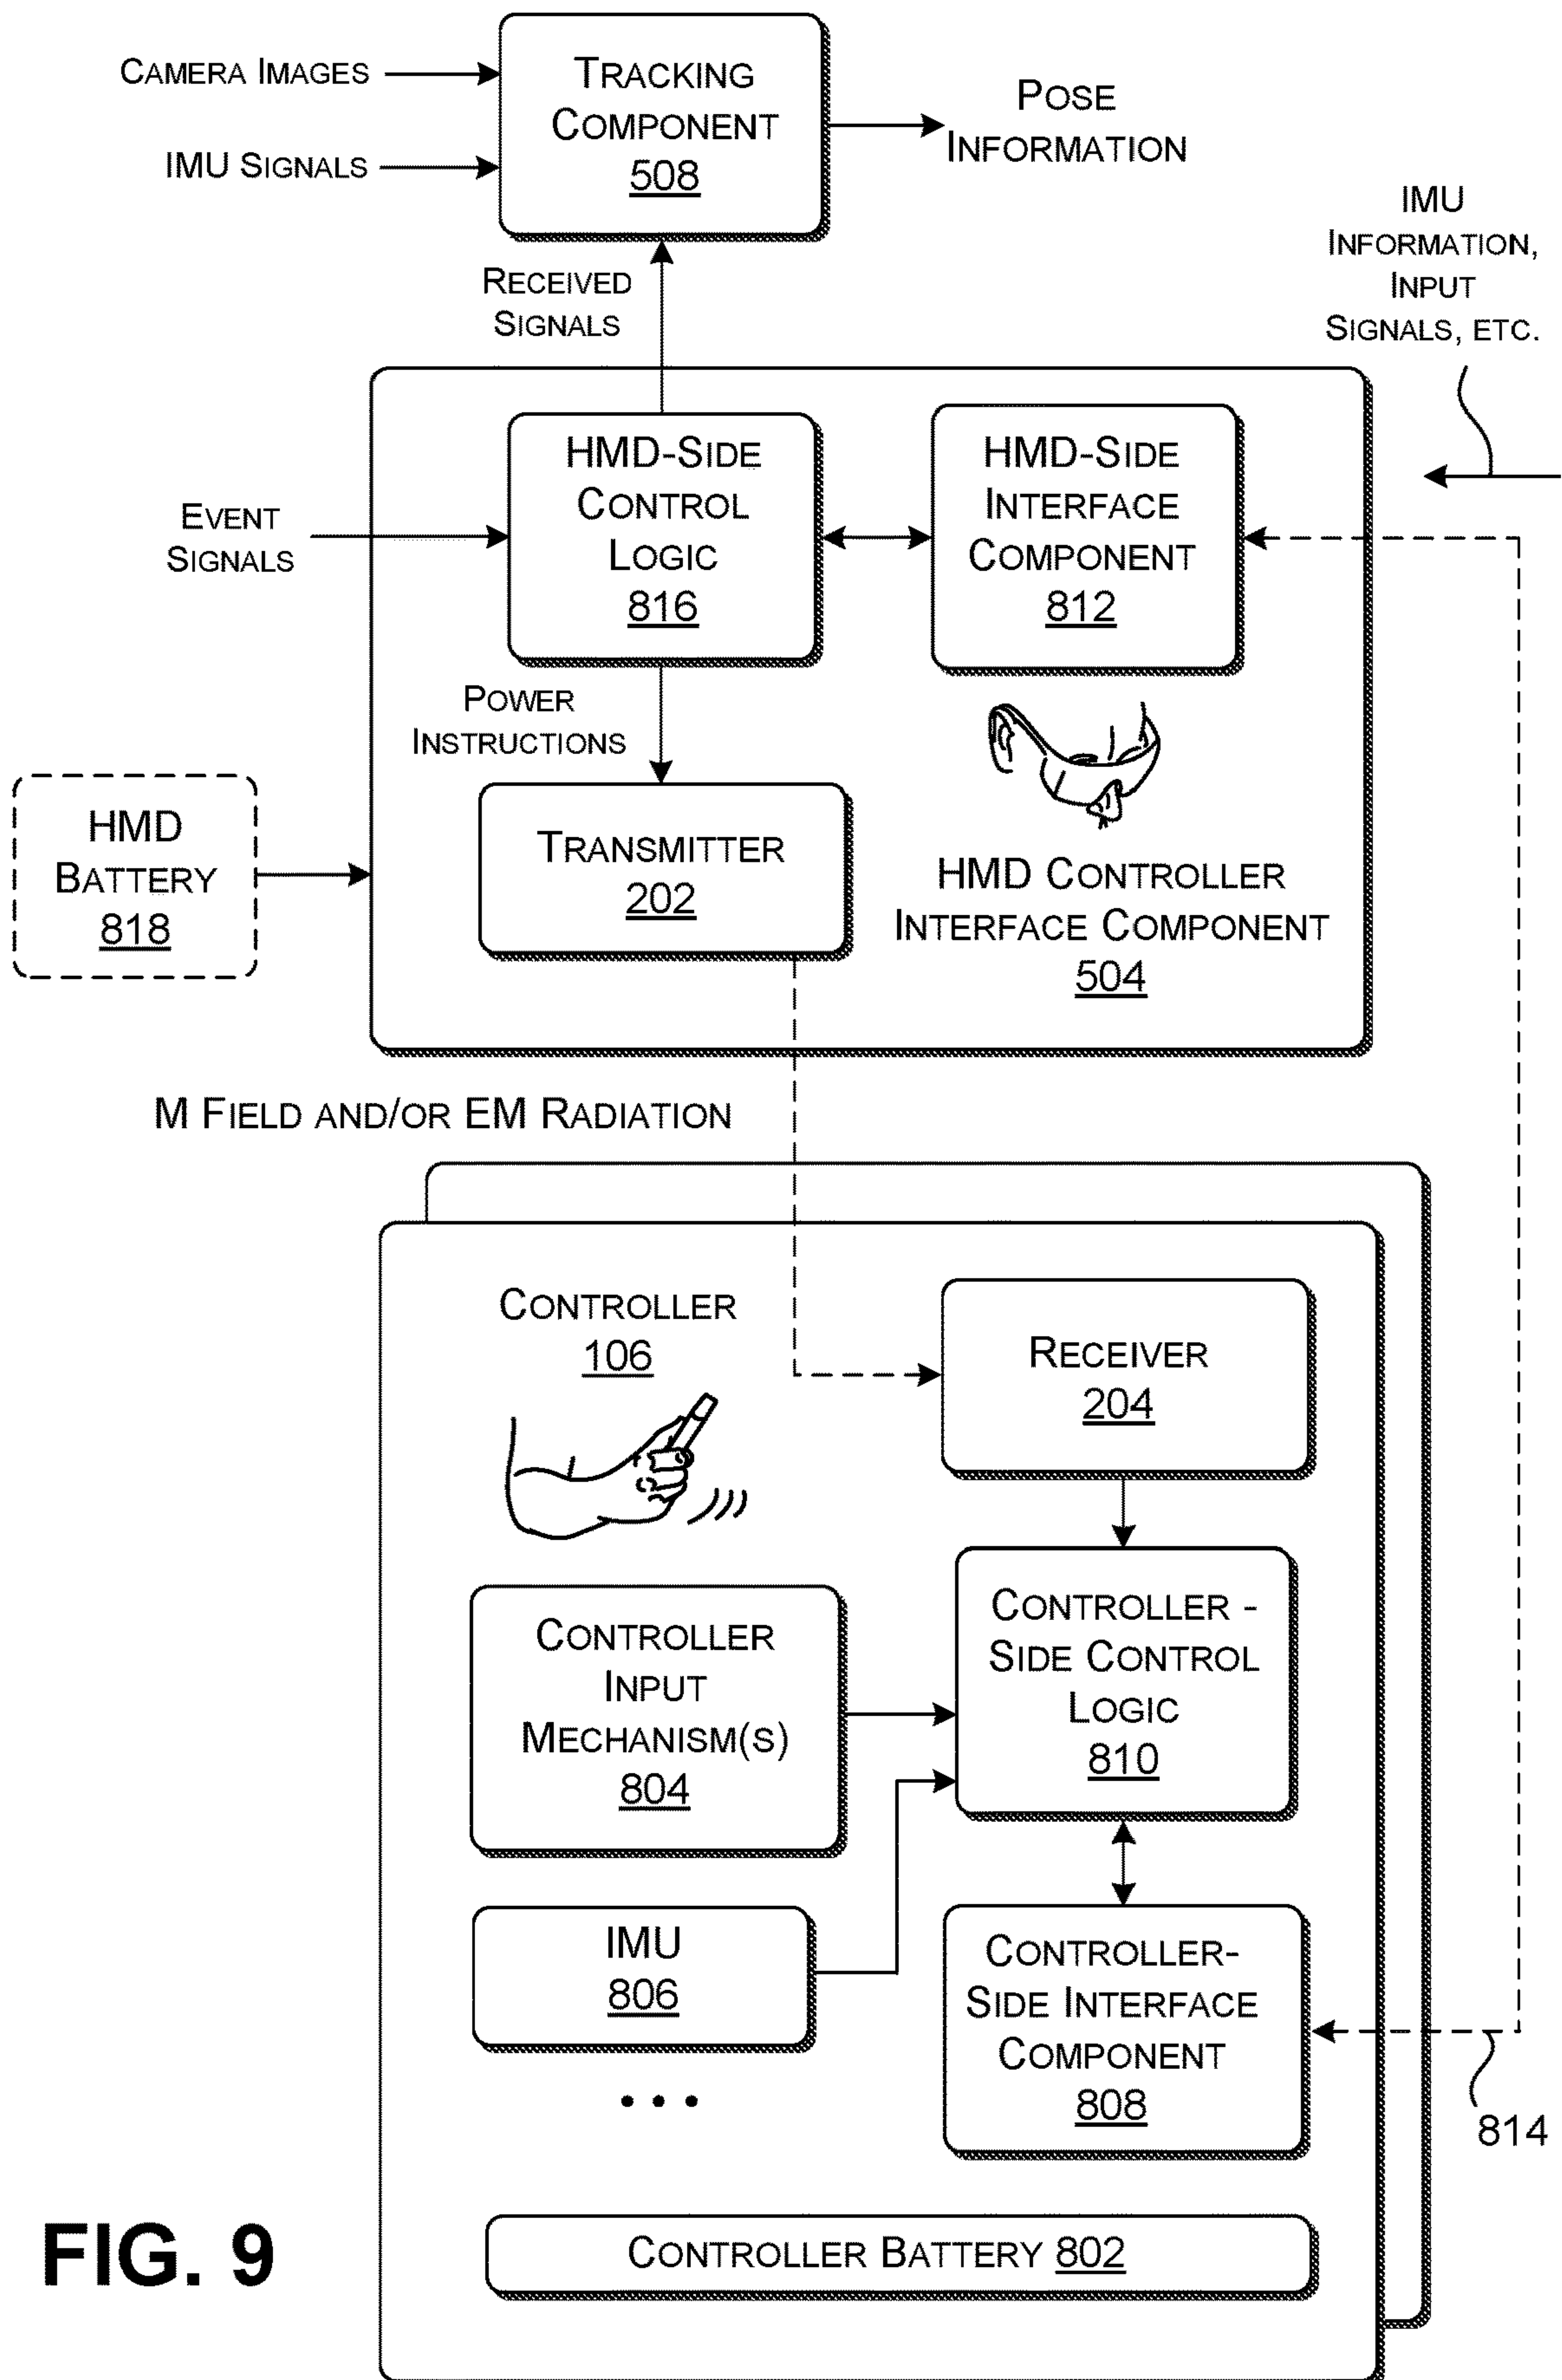 CAMERA IMAGES
IMU SIGNALS
TRACKING
COMPONENT
508
POSE
INFORMATION
RECEIVED
SIGNALS
IMU
INFORMATION,
INPUT
SIGNALS, ETC.
EVENT
SIGNALS
HMD-SIDE
CONTROL
LOGIC
816
HMD-SIDE
INTERFACE
COMPONENT
812
POWER
INSTRUCTIONS
HMD
BATTERY
818
TRANSMITTER
202
HMD CONTROLLER
INTERFACE COMPONENT
504
M FIELD AND/OR EM RADIATION
CONTROLLER
106
RECEIVER
204
CONTROLLER
INPUT
MECHANISM(S)
804
CONTROLLER -
SIDE CONTROL
LOGIC
810
IMU
806
• • •
CONTROLLER-
SIDE INTERFACE
COMPONENT
808
814
CONTROLLER BATTERY 802
FIG. 9